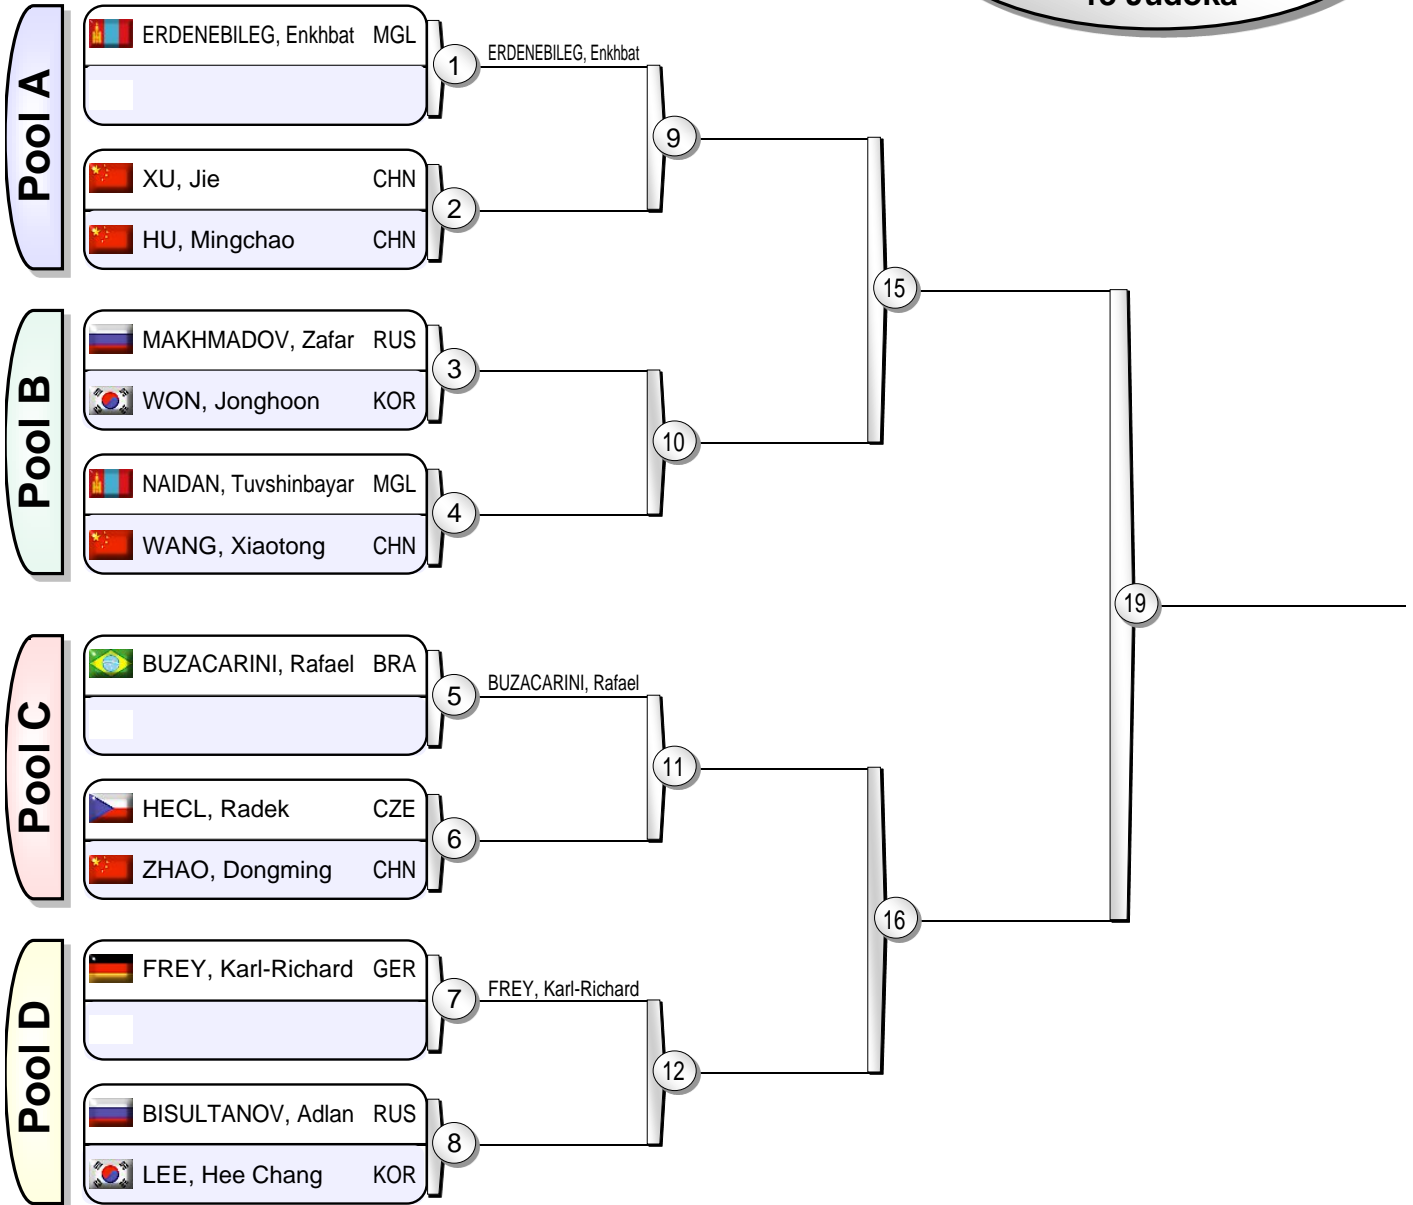 13 Judoka
Pool A
ERDENEBILEG, Enkhbat MGL
1
ERDENEBILEG, Enkhbat
9
XU, Jie CHN
2
HU, Mingchao CHN
15
Pool B
MAKHMADOV, Zafar RUS
3
WON, Jonghoon KOR
10
NAIDAN, Tuvshinbayar MGL
4
WANG, Xiaotong CHN
19
Pool C
BUZACARINI, Rafael BRA
5
BUZACARINI, Rafael
11
HECL, Radek CZE
6
ZHAO, Dongming CHN
16
Pool D
FREY, Karl-Richard GER
7
FREY, Karl-Richard
12
BISULTANOV, Adlan RUS
8
LEE, Hee Chang KOR